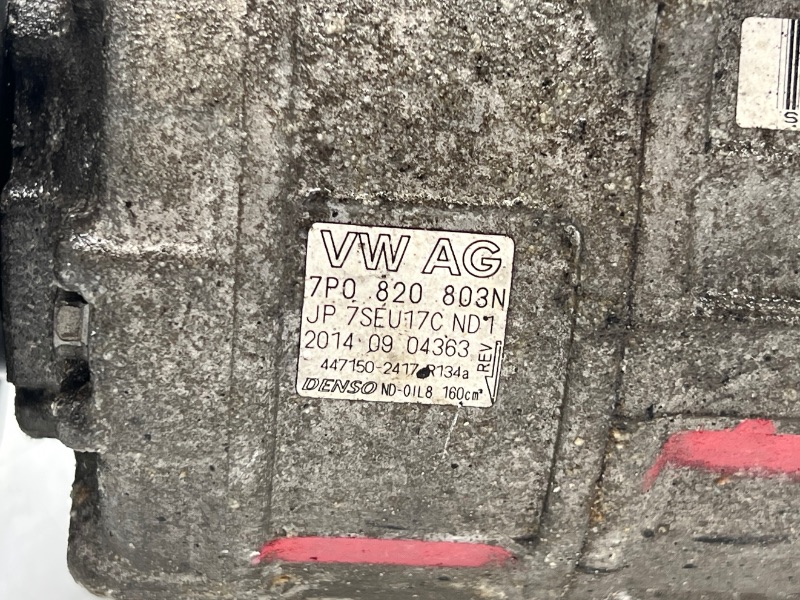 VW AG
7P0 820 803N
JP 7SEU17C ND1
2014 09 04363
REV
447150-2417 R134a
DENSO ND-OIL8 160cm³
S